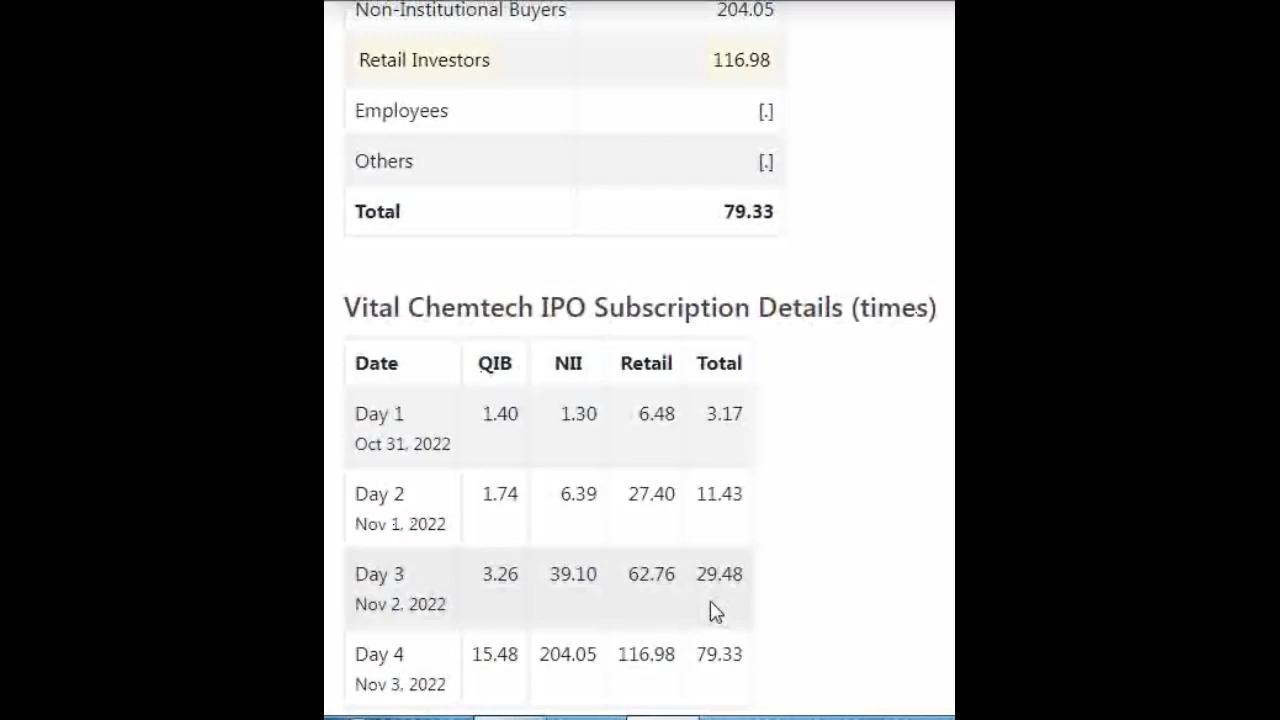 Non-Institutional Buyers 204.05
Retail Investors 116.98
Employees [.]
Others [.]
Total 79.33
Vital Chemtech IPO Subscription Details (times)
Date QIB NII Retail Total
Day 1 1.40 1.30 6.48 3.17
Oct 31, 2022
Day 2 1.74 6.39 27.40 11.43
Nov 1, 2022
Day 3 3.26 39.10 62.76 29.48
Nov 2, 2022
Day 4 15.48 204.05 116.98 79.33
Nov 3, 2022